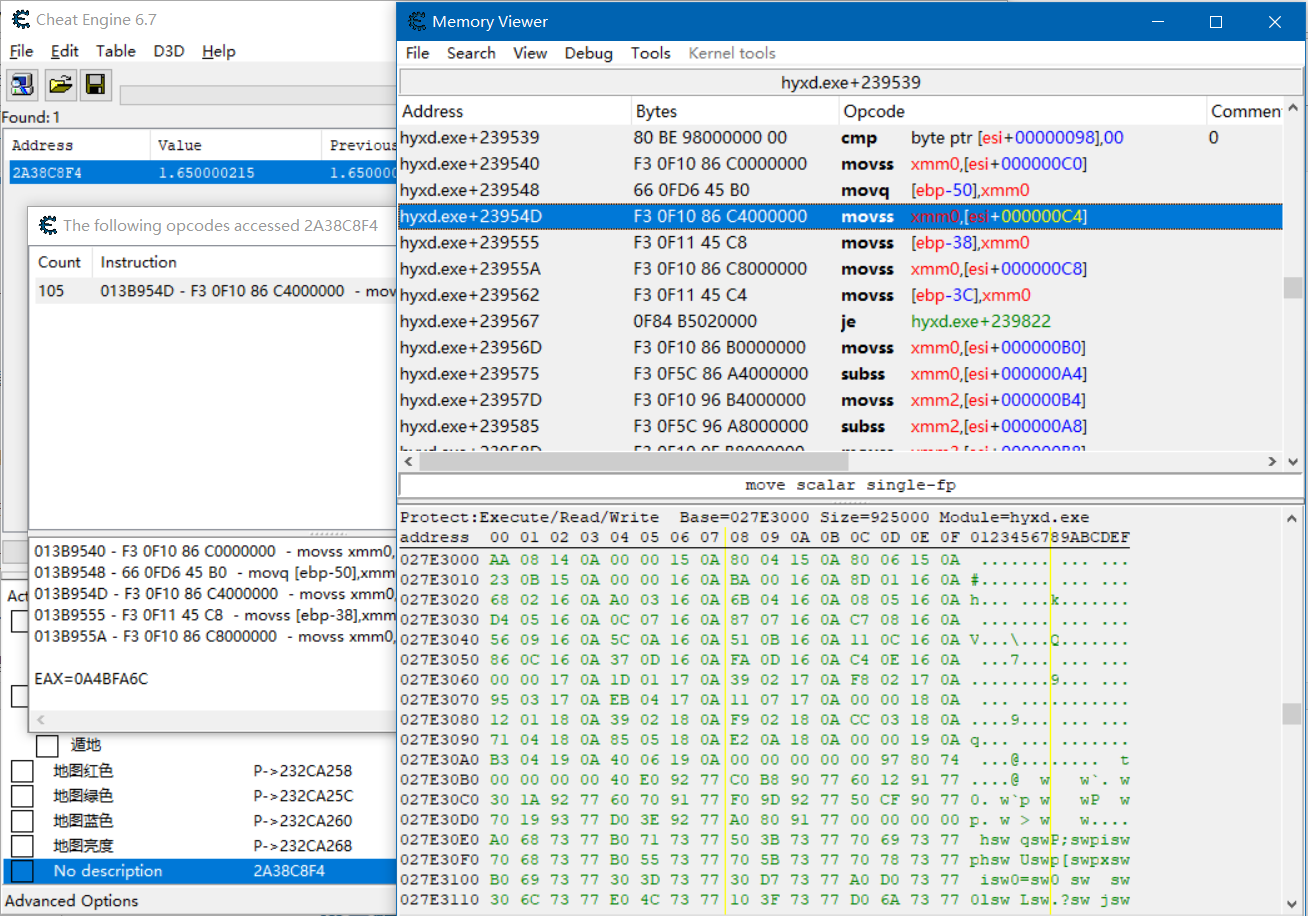 Cheat Engine 6.7
File Edit Table D3D Help
Found: 1
Address Value Previous
2A38C8F4 1.650000215 1.65000
The following opcodes accessed 2A38C8F4
Count Instruction
105 013B954D - F3 0F10 86 C4000000 - mov
013B9540 - F3 0F10 86 C0000000 - movss xmm0,
013B9548 - 66 0FD6 45 B0 - movq [ebp-50],xmm
013B954D - F3 0F10 86 C4000000 - movss xmm0,
013B9555 - F3 0F11 45 C8 - movss [ebp-38],xmm
013B955A - F3 0F10 86 C8000000 - movss xmm0,
EAX=0A4BFA6C
遁地
地图红色 P->232CA258
地图绿色 P->232CA25C
地图蓝色 P->232CA260
地图亮度 P->232CA268
No description 2A38C8F4
Advanced Options
Memory Viewer
File Search View Debug Tools Kernel tools
hyxd.exe+239539
Address Bytes Opcode Commen
hyxd.exe+239539 80 BE 98000000 00 cmp byte ptr [esi+00000098],00 0
hyxd.exe+239540 F3 0F10 86 C0000000 movss xmm0,[esi+000000C0]
hyxd.exe+239548 66 0FD6 45 B0 movq [ebp-50],xmm0
hyxd.exe+23954D F3 0F10 86 C4000000 movss xmm0,[esi+000000C4]
hyxd.exe+239555 F3 0F11 45 C8 movss [ebp-38],xmm0
hyxd.exe+23955A F3 0F10 86 C8000000 movss xmm0,[esi+000000C8]
hyxd.exe+239562 F3 0F11 45 C4 movss [ebp-3C],xmm0
hyxd.exe+239567 0F84 B5020000 je hyxd.exe+239822
hyxd.exe+23956D F3 0F10 86 B0000000 movss xmm0,[esi+000000B0]
hyxd.exe+239575 F3 0F5C 86 A4000000 subss xmm0,[esi+000000A4]
hyxd.exe+23957D F3 0F10 96 B4000000 movss xmm2,[esi+000000B4]
hyxd.exe+239585 F3 0F5C 96 A8000000 subss xmm2,[esi+000000A8]
move scalar single-fp
Protect:Execute/Read/Write Base=027E3000 Size=925000 Module=hyxd.exe
address 00 01 02 03 04 05 06 07 08 09 0A 0B 0C 0D 0E 0F 0123456789ABCDEF
027E3000 AA 08 14 0A 00 00 15 0A 80 04 15 0A 80 06 15 0A ....... ... ...
027E3010 23 0B 15 0A 00 00 16 0A BA 00 16 0A 8D 01 16 0A #....... ... ...
027E3020 68 02 16 0A A0 03 16 0A 6B 04 16 0A 08 05 16 0A h... ...k.......
027E3030 D4 05 16 0A 0C 07 16 0A 87 07 16 0A C7 08 16 0A ....... ... ...
027E3040 56 09 16 0A 5C 0A 16 0A 51 0B 16 0A 11 0C 16 0A V...\...Q.......
027E3050 86 0C 16 0A 37 0D 16 0A FA 0D 16 0A C4 0E 16 0A ...7... ... ...
027E3060 00 00 17 0A 1D 01 17 0A 39 02 17 0A F8 02 17 0A ........9... ...
027E3070 95 03 17 0A EB 04 17 0A 11 07 17 0A 00 00 18 0A ... ... ........
027E3080 12 01 18 0A 39 02 18 0A F9 02 18 0A CC 03 18 0A ....9... ... ...
027E3090 71 04 18 0A 85 05 18 0A E2 0A 18 0A 00 00 19 0A q... ... .......
027E30A0 B3 04 19 0A 40 06 19 0A 00 00 00 00 00 97 80 74 ...@........ t
027E30B0 00 00 00 00 40 E0 92 77 C0 B8 90 77 60 12 91 77 ....@ w w`. w
027E30C0 30 1A 92 77 60 70 91 77 F0 9D 92 77 50 CF 90 77 0. w`p w wP w
027E30D0 70 19 93 77 D0 3E 92 77 A0 80 91 77 00 00 00 00 p. w > w w....
027E30E0 A0 68 73 77 B0 71 73 77 50 3B 73 77 70 69 73 77 hsw qswP;swpisw
027E30F0 70 68 73 77 B0 55 73 77 70 5B 73 77 70 78 73 77 phsw Uswp[swpxsw
027E3100 B0 69 73 77 30 3D 73 77 30 D7 73 77 A0 D0 73 77 isw0=sw0 sw sw
027E3110 30 6C 73 77 E0 4C 73 77 10 3F 73 77 D0 6A 73 77 0lsw Lsw.?sw jsw